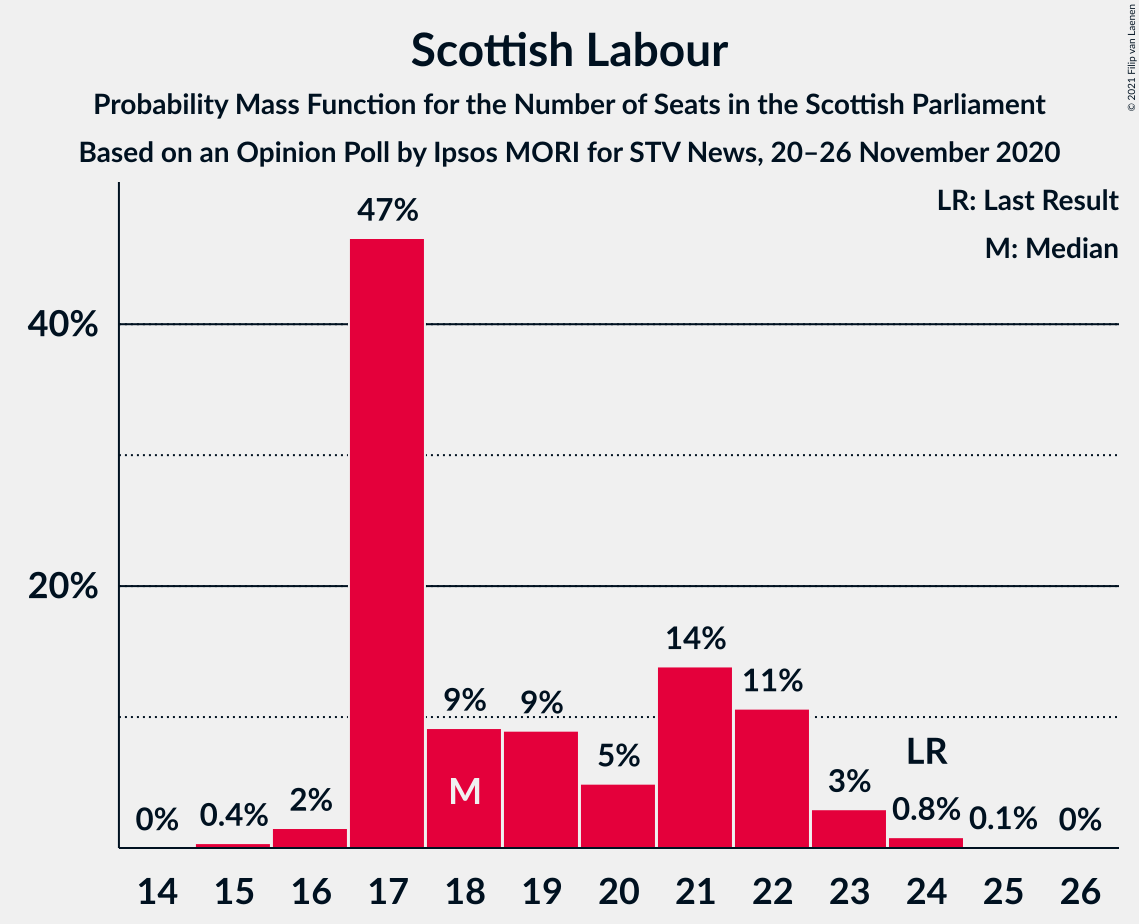 Scottish Labour
Probability Mass Function for the Number of Seats in the Scottish Parliament
Based on an Opinion Poll by Ipsos MORI for STV News, 20–26 November 2020
© 2021 Filip van Laenen
LR: Last Result
M: Median
40%
20%
0%
0.4%
2%
47%
9%
9%
5%
14%
11%
3%
0.8%
0.1%
0%
M
LR
14 15 16 17 18 19 20 21 22 23 24 25 26